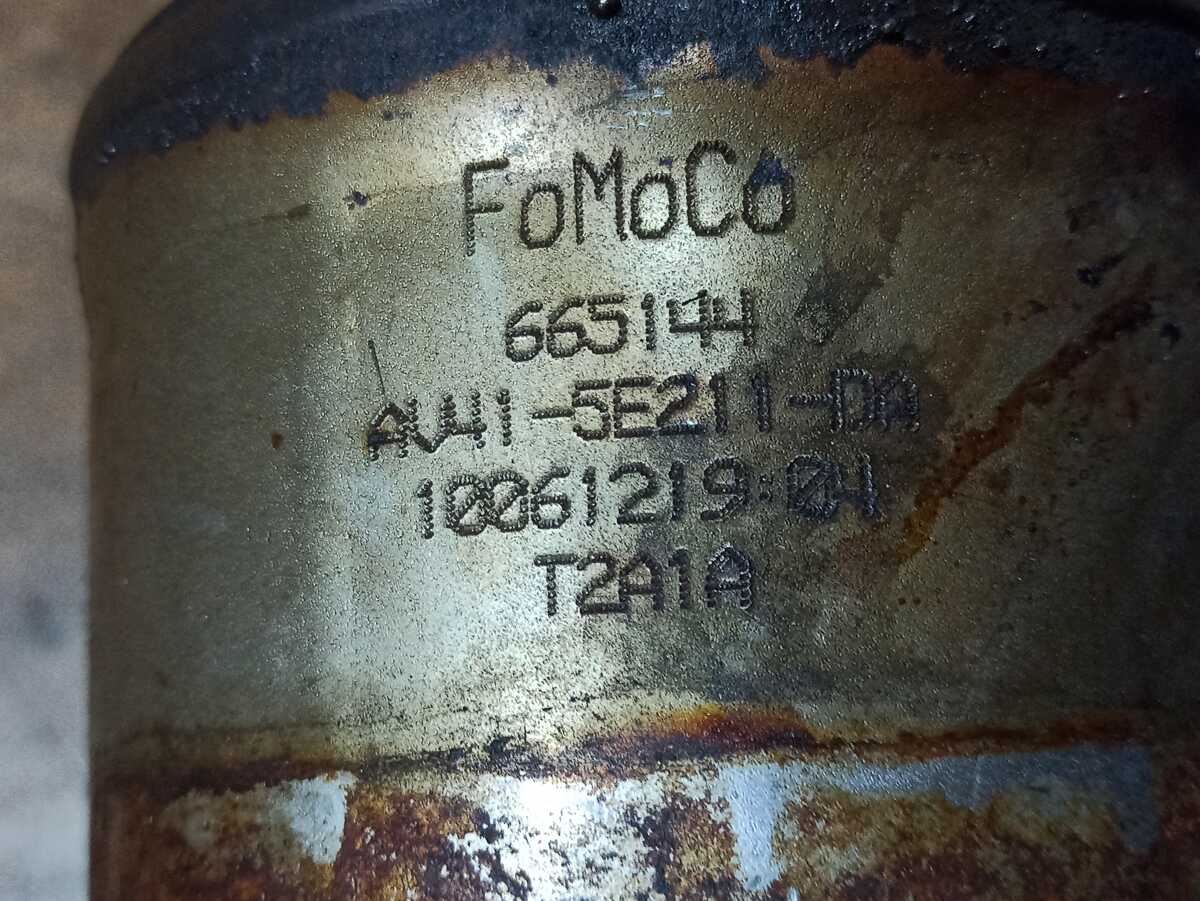 FoMoCo
665144
AV41-5E211-DA
10061219:04
T2A1A